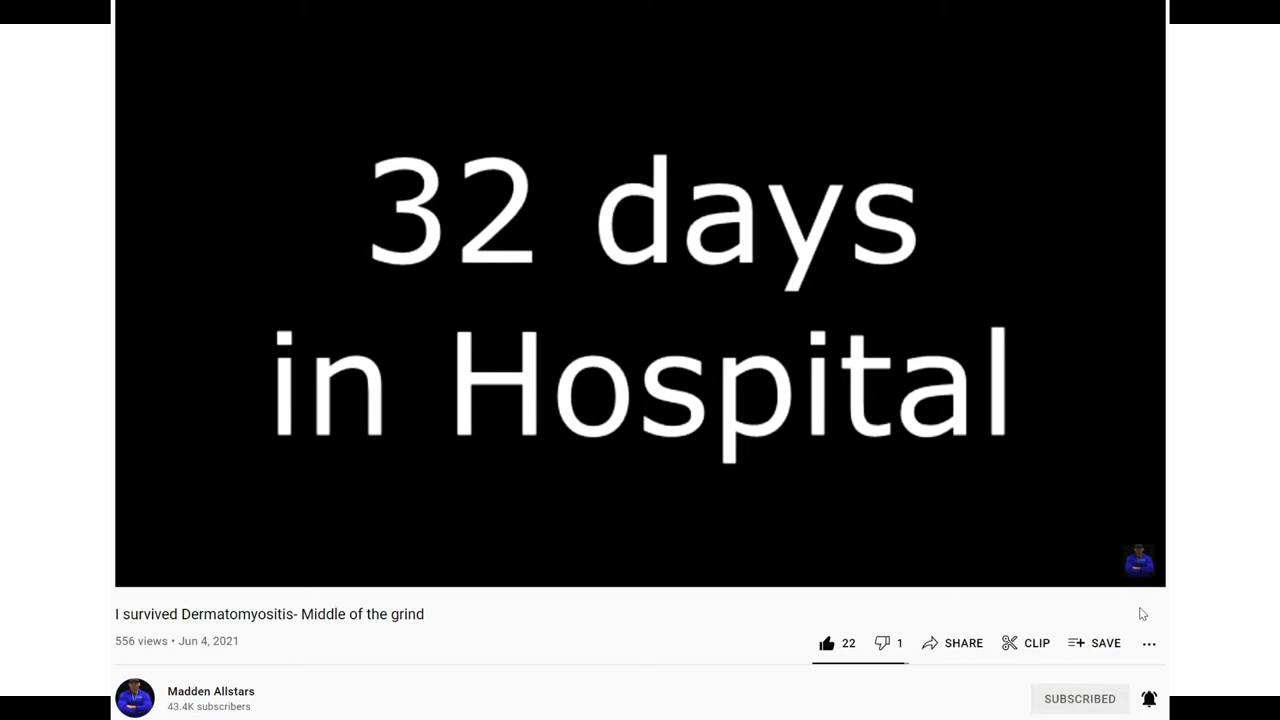 32 days
in Hospital
I survived Dermatomyositis- Middle of the grind
556 views • Jun 4, 2021
22
1
SHARE
CLIP
SAVE
Madden Allstars
43.4K subscribers
SUBSCRIBED